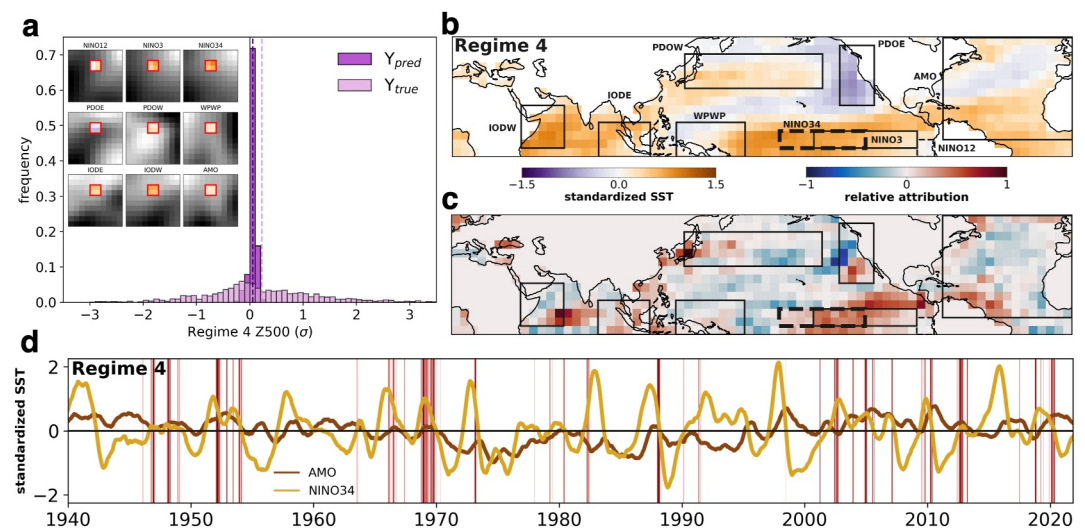 a
0.7
0.6
0.5
0.4
0.3
0.2
0.1
0.0
frequency
NINO12 NINO3 NINO34
PDOE PDOW WPWP
IODE IODW AMO
Y_pred
Y_true
−3 −2 −1 0 1 2 3
Regime 4 Z500 (σ)
b
Regime 4
PDOW
PDOE
AMO
IODE
IODW
WPWP
NINO34
NINO3
NINO12
−1.5 0.0 1.5
standardized SST
−1 0 1
relative attribution
c
d
Regime 4
2
0
−2
standardized SST
AMO
NINO34
1940 1950 1960 1970 1980 1990 2000 2010 2020